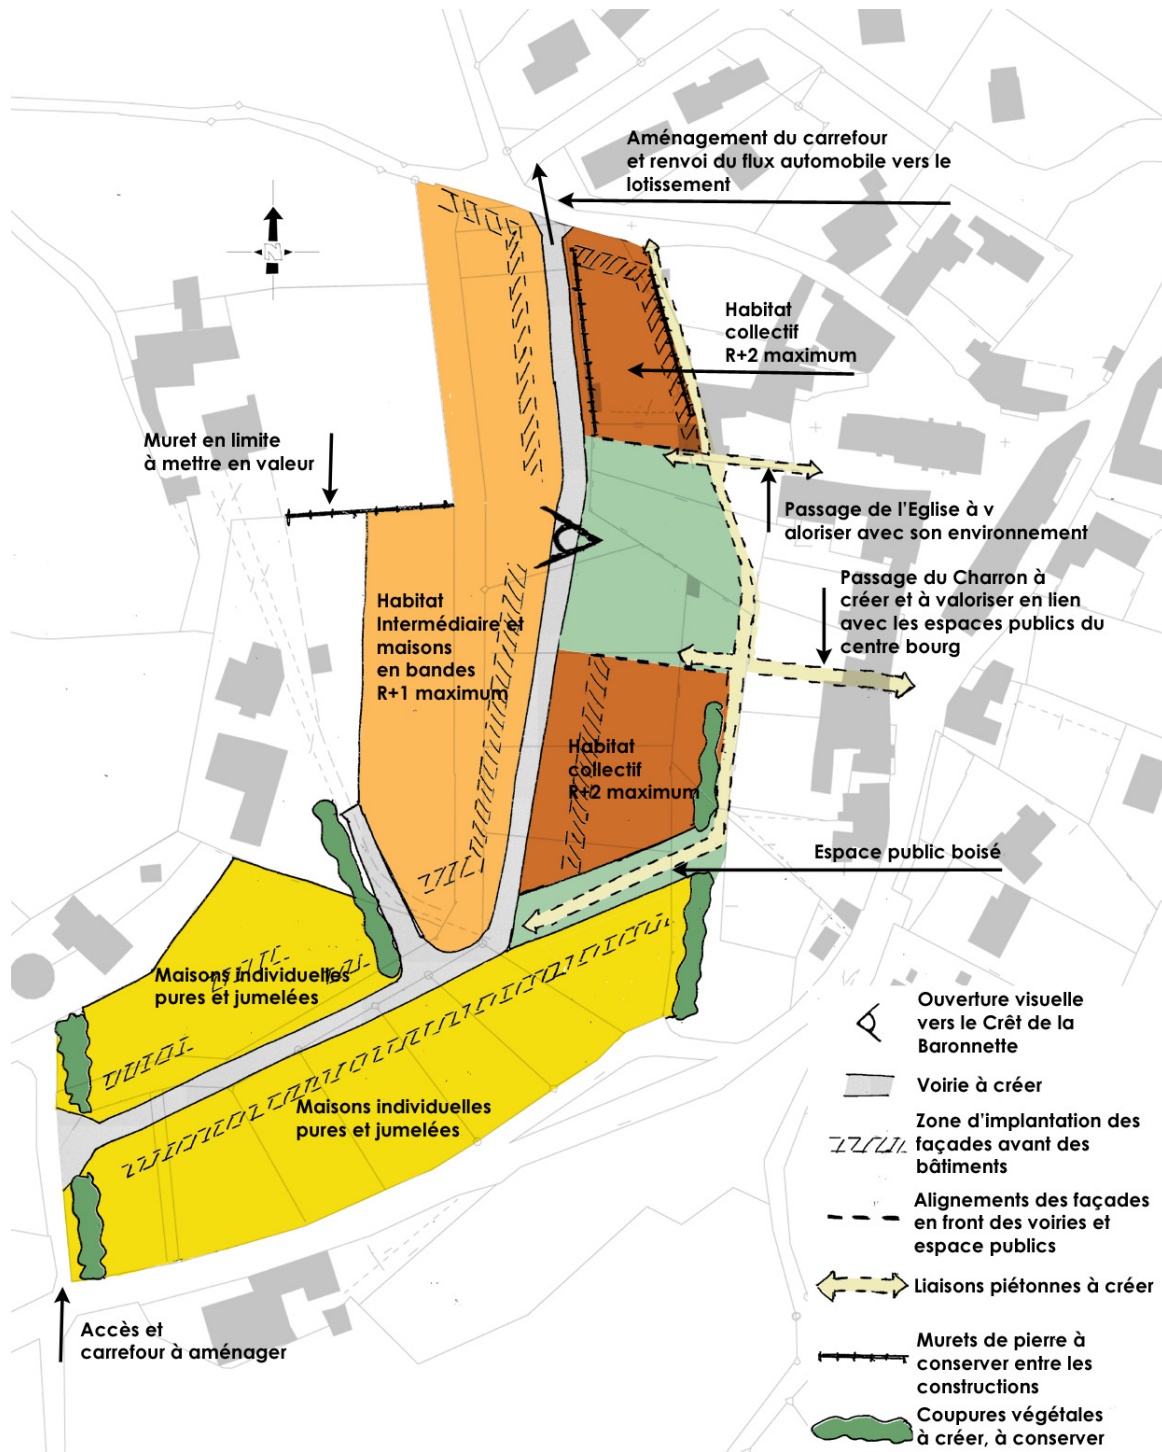 Aménagement du carrefour
et renvoi du flux automobile vers le
lotissement
N
Habitat
collectif
R+2 maximum
Muret en limite
à mettre en valeur
Passage de l'Eglise à v
aloriser avec son environnement
Passage du Charron à
créer et à valoriser en lien
avec les espaces publics du
centre bourg
Habitat
Intermédiaire et
maisons
en bandes
R+1 maximum
Habitat
collectif
R+2 maximum
Espace public boisé
Maisons individuelles
pures et jumelées
Maisons individuelles
pures et jumelées
Accès et
carrefour à aménager
Ouverture visuelle
vers le Crêt de la
Baronnette
Voirie à créer
Zone d'implantation des
façades avant des
bâtiments
Alignements des façades
en front des voiries et
espace publics
Liaisons piétonnes à créer
Murets de pierre à
conserver entre les
constructions
Coupures végétales
à créer, à conserver